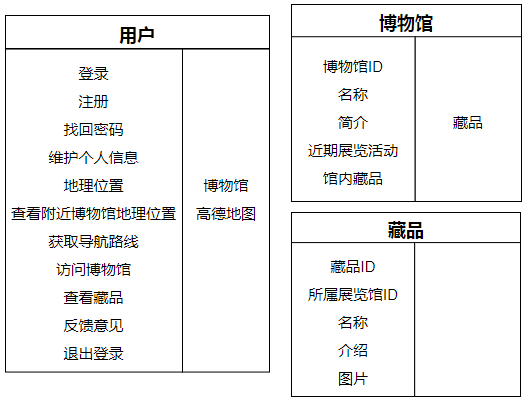 用户
登录
注册
找回密码
维护个人信息
地理位置
查看附近博物馆地理位置
获取导航路线
访问博物馆
查看藏品
反馈意见
退出登录
博物馆
高德地图
博物馆
博物馆ID
名称
简介
近期展览活动
馆内藏品
藏品
藏品
藏品ID
所属展览馆ID
名称
介绍
图片